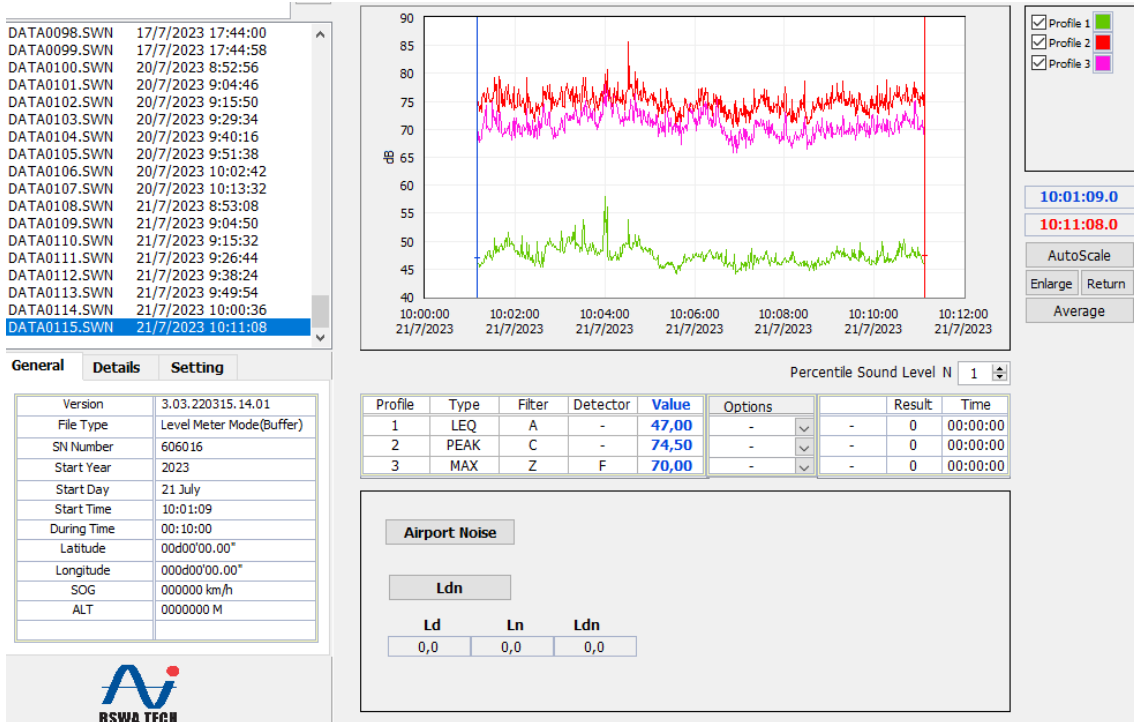 DATA0098.SWN 17/7/2023 17:44:00
DATA0099.SWN 17/7/2023 17:44:58
DATA0100.SWN 20/7/2023 8:52:56
DATA0101.SWN 20/7/2023 9:04:46
DATA0102.SWN 20/7/2023 9:15:50
DATA0103.SWN 20/7/2023 9:29:34
DATA0104.SWN 20/7/2023 9:40:16
DATA0105.SWN 20/7/2023 9:51:38
DATA0106.SWN 20/7/2023 10:02:42
DATA0107.SWN 20/7/2023 10:13:32
DATA0108.SWN 21/7/2023 8:53:08
DATA0109.SWN 21/7/2023 9:04:50
DATA0110.SWN 21/7/2023 9:15:32
DATA0111.SWN 21/7/2023 9:26:44
DATA0112.SWN 21/7/2023 9:38:24
DATA0113.SWN 21/7/2023 9:49:54
DATA0114.SWN 21/7/2023 10:00:36
DATA0115.SWN 21/7/2023 10:11:08
General Details Setting
Version 3.03.220315.14.01
File Type Level Meter Mode(Buffer)
SN Number 606016
Start Year 2023
Start Day 21 July
Start Time 10:01:09
During Time 00:10:00
Latitude 00d00'00.00"
Longitude 000d00'00.00"
SOG 000000 km/h
ALT 0000000 M
BSWA TECH
90
85
80
75
70
65
60
55
50
45
40
dB
10:00:00 10:02:00 10:04:00 10:06:00 10:08:00 10:10:00 10:12:00
21/7/2023 21/7/2023 21/7/2023 21/7/2023 21/7/2023 21/7/2023 21/7/2023
Profile 1
Profile 2
Profile 3
10:01:09.0
10:11:08.0
AutoScale
Enlarge Return
Average
Percentile Sound Level N 1
Profile Type Filter Detector Value Options Result Time
1 LEQ A - 47,00 - - 0 00:00:00
2 PEAK C - 74,50 - - 0 00:00:00
3 MAX Z F 70,00 - - 0 00:00:00
Airport Noise
Ldn
Ld Ln Ldn
0,0 0,0 0,0